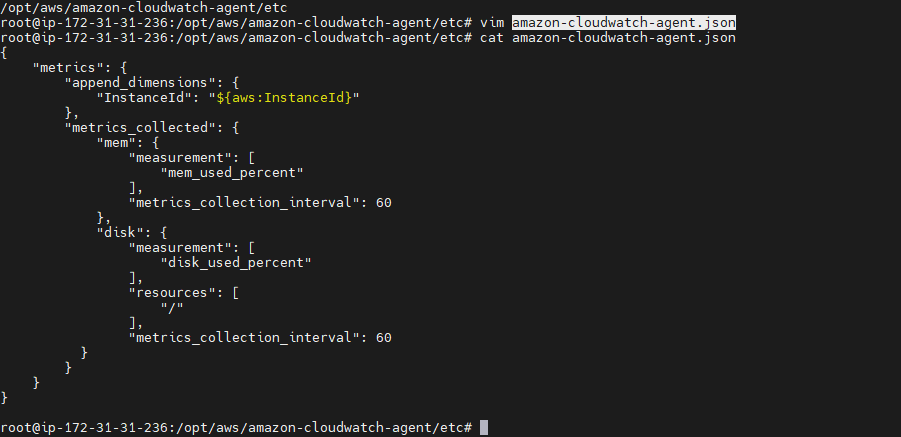 /opt/aws/amazon-cloudwatch-agent/etc
root@ip-172-31-31-236:/opt/aws/amazon-cloudwatch-agent/etc# vim amazon-cloudwatch-agent.json
root@ip-172-31-31-236:/opt/aws/amazon-cloudwatch-agent/etc# cat amazon-cloudwatch-agent.json
{
    "metrics": {
        "append_dimensions": {
            "InstanceId": "${aws:InstanceId}"
        },
        "metrics_collected": {
            "mem": {
                "measurement": [
                    "mem_used_percent"
                ],
                "metrics_collection_interval": 60
            },
            "disk": {
                "measurement": [
                    "disk_used_percent"
                ],
                "resources": [
                    "/"
                ],
                "metrics_collection_interval": 60
          }
        }
    }
}

root@ip-172-31-31-236:/opt/aws/amazon-cloudwatch-agent/etc#